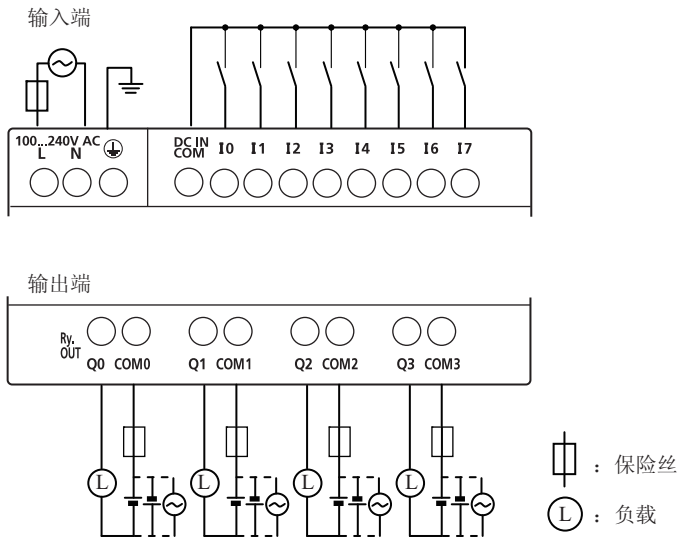 输入端
100...240V AC
L N
DC IN
COM I0 I1 I2 I3 I4 I5 I6 I7
输出端
Ry.
OUT
Q0 COM0 Q1 COM1 Q2 COM2 Q3 COM3
L L L L
：保险丝
L ：负载